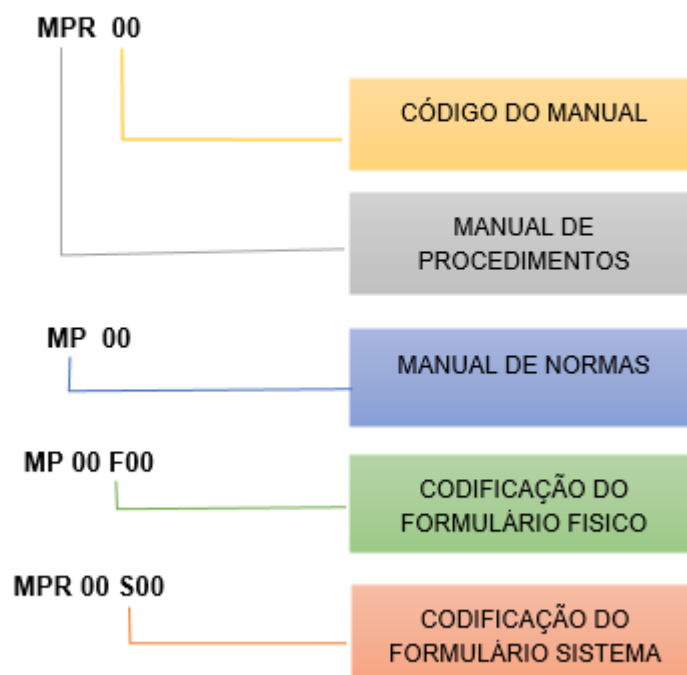 MPR 00
CÓDIGO DO MANUAL
MANUAL DE
PROCEDIMENTOS
MP 00
MANUAL DE NORMAS
MP 00 F00
CODIFICAÇÃO DO
FORMULÁRIO FISICO
MPR 00 S00
CODIFICAÇÃO DO
FORMULÁRIO SISTEMA